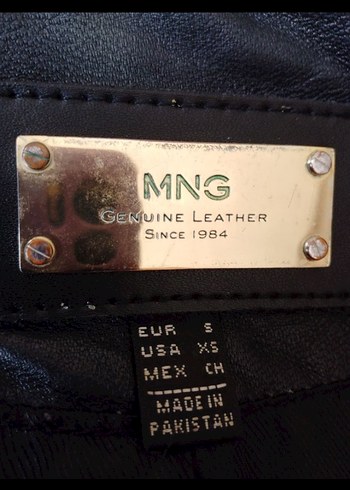 MNG
GENUINE LEATHER
SINCE 1984
EUR S
USA XS
MEX CH
MADE IN
PAKISTAN